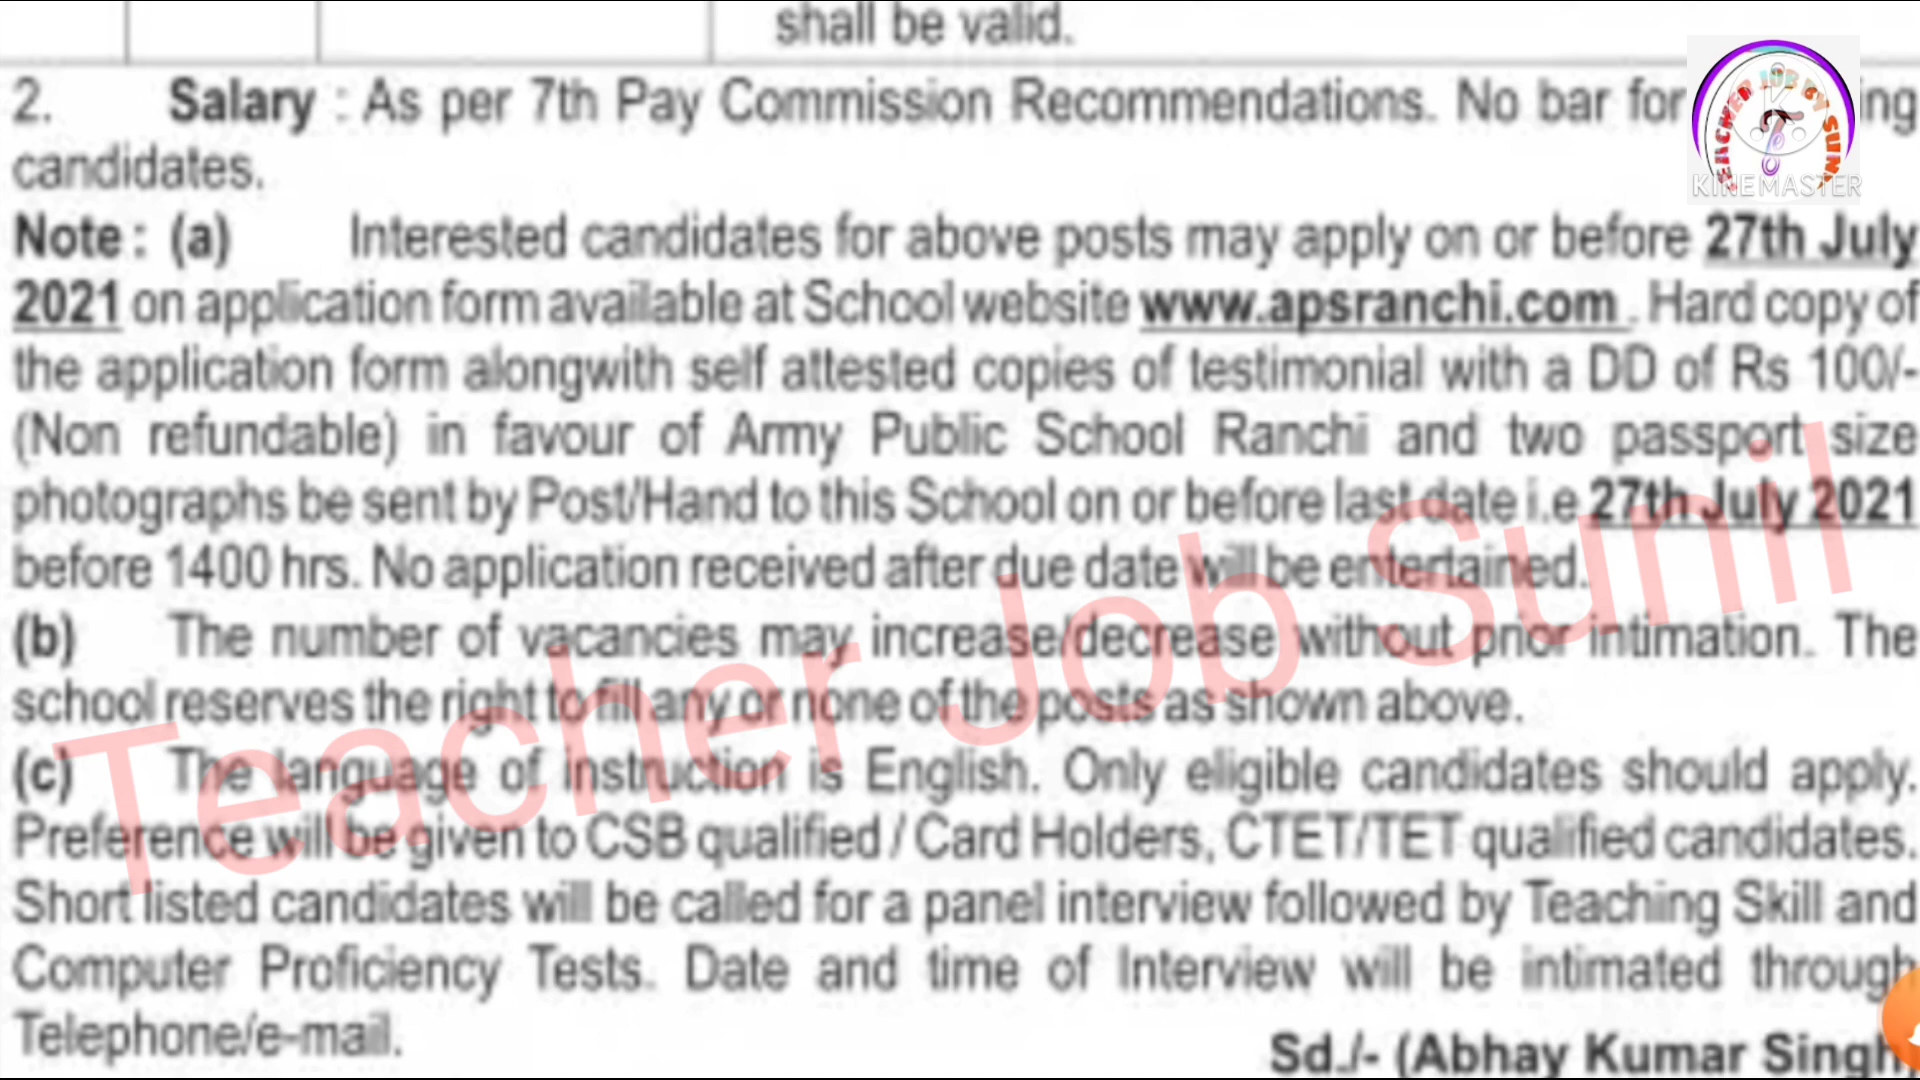 shall be valid.
2. Salary : As per 7th Pay Commission Recommendations. No bar for ing
candidates.
Note : (a) Interested candidates for above posts may apply on or before 27th July
2021 on application form available at School website www.apsranchi.com . Hard copy of
the application form alongwith self attested copies of testimonial with a DD of Rs 100/-
(Non refundable) in favour of Army Public School Ranchi and two passport size
photographs be sent by Post/Hand to this School on or before last date i.e 27th July 2021
before 1400 hrs. No application received after due date will be entertained.
(b) The number of vacancies may increase/decrease without prior intimation. The
school reserves the right to fill any or none of the posts as shown above.
(c) The language of instruction is English. Only eligible candidates should apply.
Preference will be given to CSB qualified / Card Holders, CTET/TET qualified candidates.
Short listed candidates will be called for a panel interview followed by Teaching Skill and
Computer Proficiency Tests. Date and time of Interview will be intimated through
Telephone/e-mail.
Sd./- (Abhay Kumar Singh)
Teacher Job Sunil
KINEMASTER